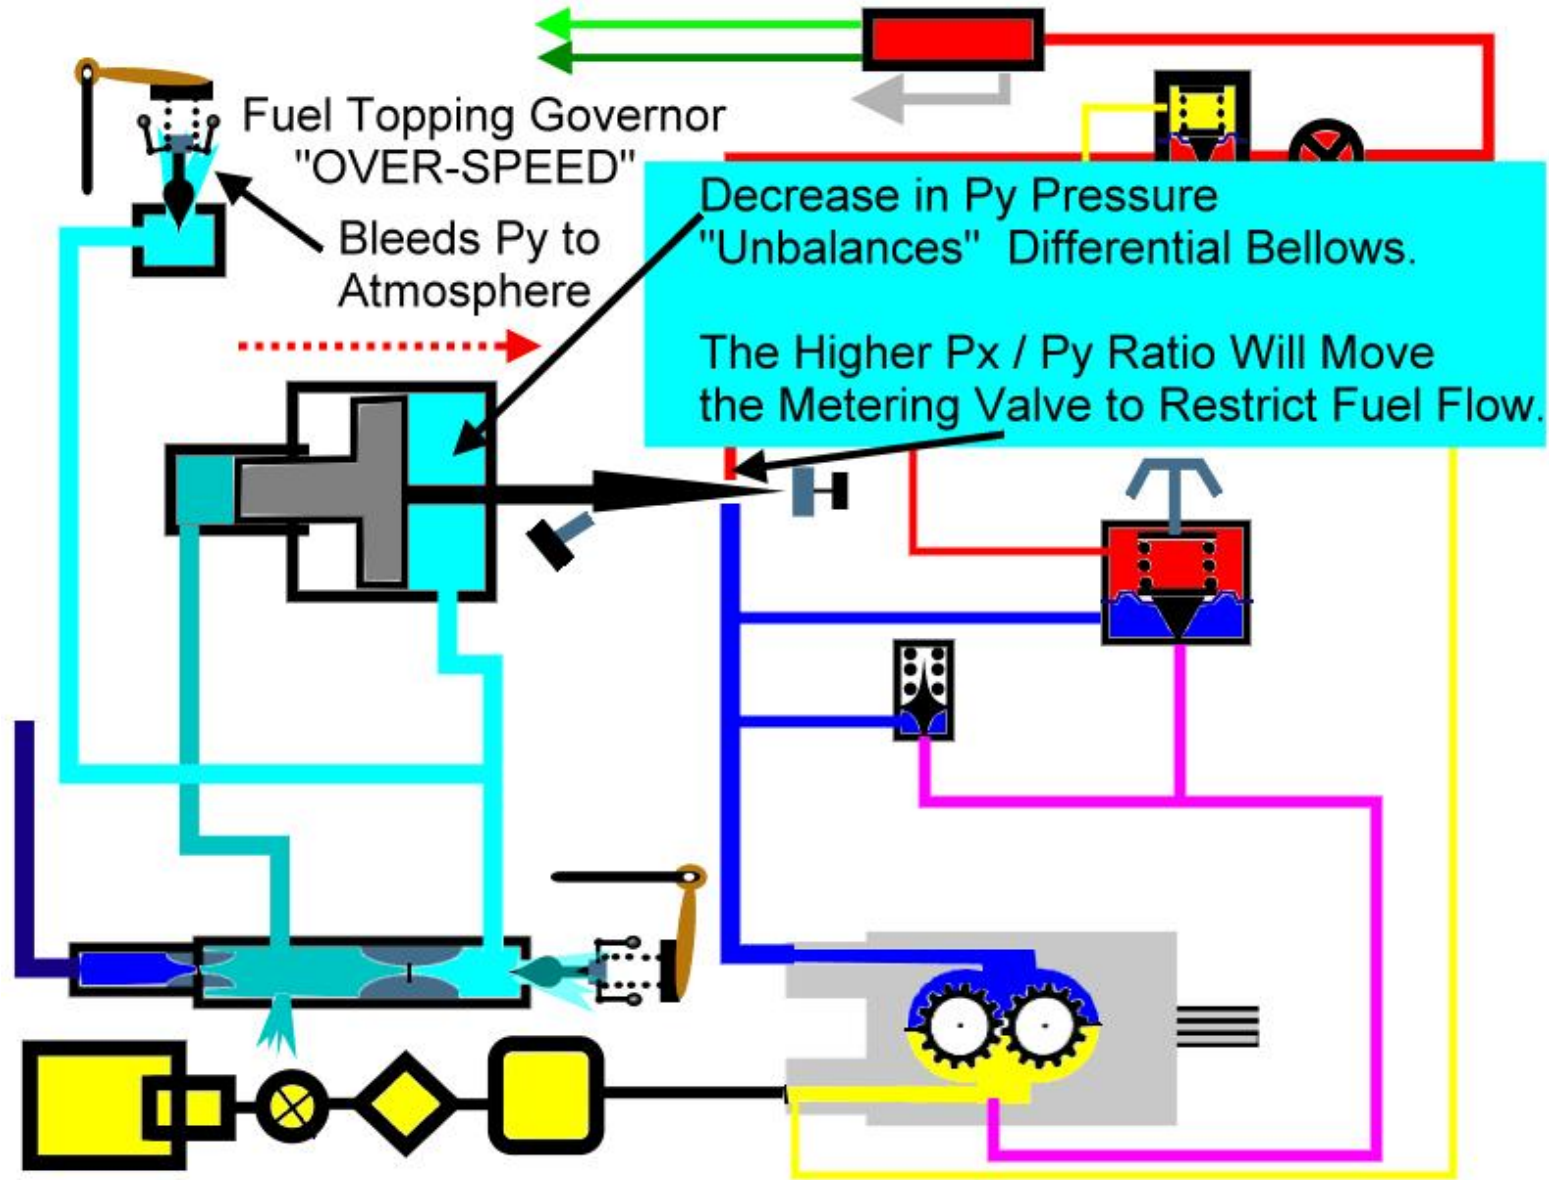 Fuel Topping Governor
"OVER-SPEED"
Bleeds Py to
Atmosphere
Decrease in Py Pressure
"Unbalances"  Differential Bellows.
The Higher Px / Py Ratio Will Move
the Metering Valve to Restrict Fuel Flow.